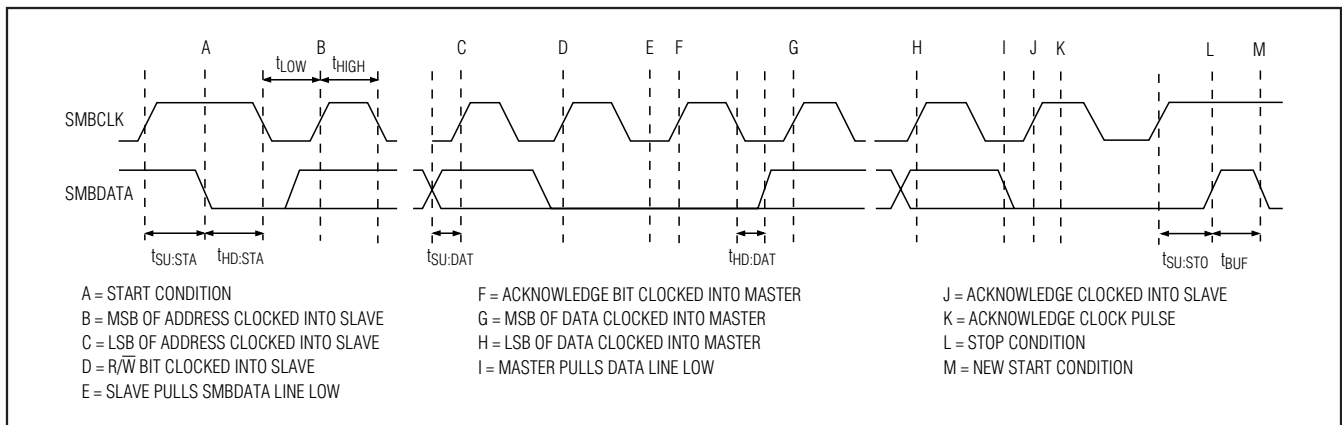 A B C D E F G H I J K L M
tLOW tHIGH
SMBCLK
SMBDATA
tSU:STA tHD:STA tSU:DAT tHD:DAT tSU:STO tBUF
A = START CONDITION
B = MSB OF ADDRESS CLOCKED INTO SLAVE
C = LSB OF ADDRESS CLOCKED INTO SLAVE
D = R/W̅ BIT CLOCKED INTO SLAVE
E = SLAVE PULLS SMBDATA LINE LOW
F = ACKNOWLEDGE BIT CLOCKED INTO MASTER
G = MSB OF DATA CLOCKED INTO MASTER
H = LSB OF DATA CLOCKED INTO MASTER
I = MASTER PULLS DATA LINE LOW
J = ACKNOWLEDGE CLOCKED INTO SLAVE
K = ACKNOWLEDGE CLOCK PULSE
L = STOP CONDITION
M = NEW START CONDITION